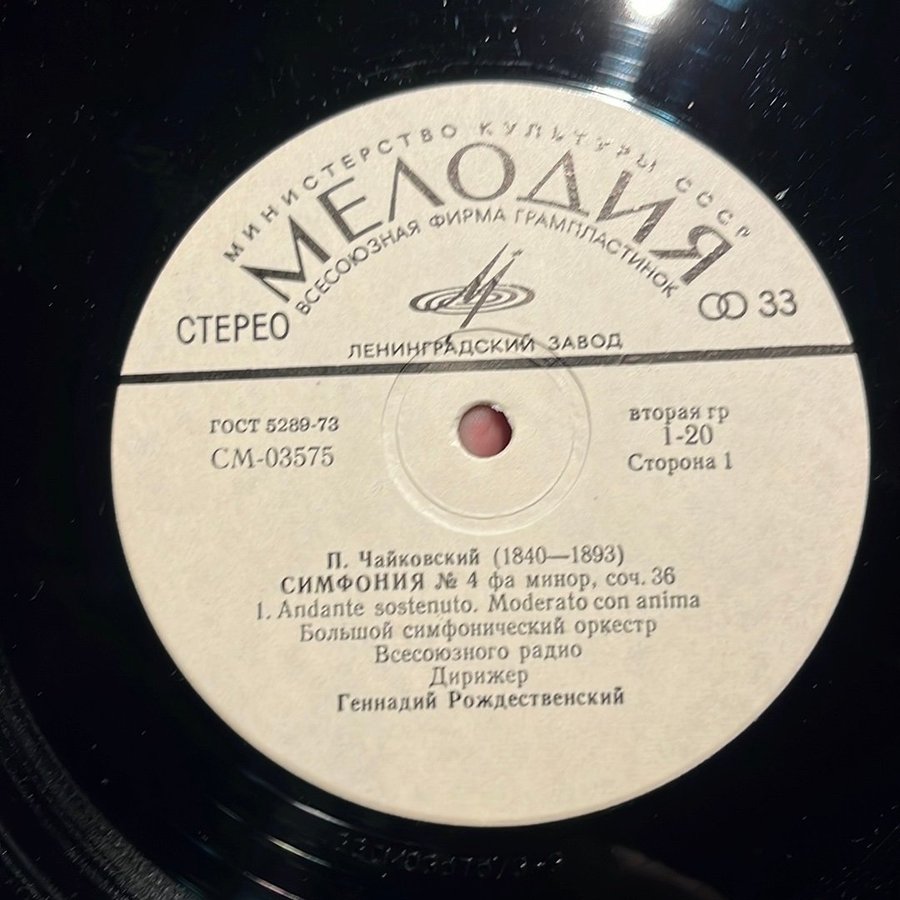 МИНИСТЕРСТВО КУЛЬТУРЫ СССР
МЕЛОДИЯ
ВСЕСОЮЗНАЯ ФИРМА ГРАМПЛАСТИНОК
СТЕРЕО
33
ЛЕНИНГРАДСКИЙ ЗАВОД
ГОСТ 5289-73
СМ-03575
вторая гр
1-20
Сторона 1
П. Чайковский (1840—1893)
СИМФОНИЯ № 4 фа минор, соч. 36
1. Andante sostenuto. Moderato con anima
Большой симфонический оркестр
Всесоюзного радио
Дирижер
Геннадий Рождественский